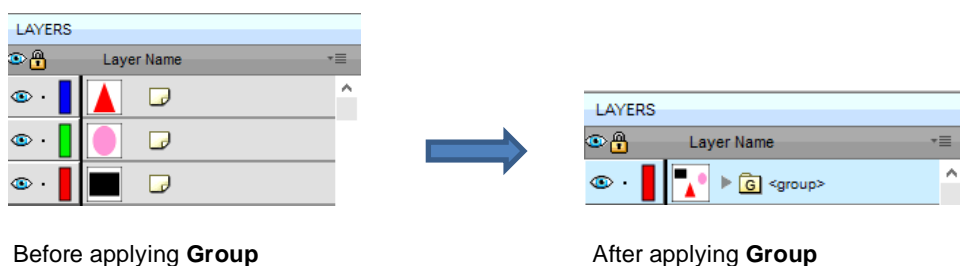 LAYERS
Layer Name
LAYERS
Layer Name
G <group>
Before applying Group
After applying Group